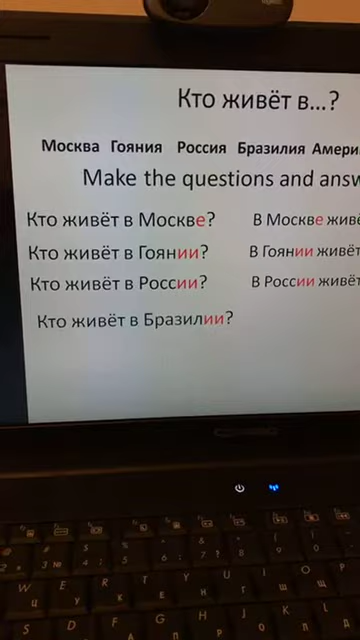 Кто живёт в...?
Москва Гояния Россия Бразилия
Make the questions and
Кто живёт в Москве? В Москве
Кто живёт в Гоянии? В Гоянии живёт
Кто живёт в России? В России живёт
Кто живёт в Бразилии?